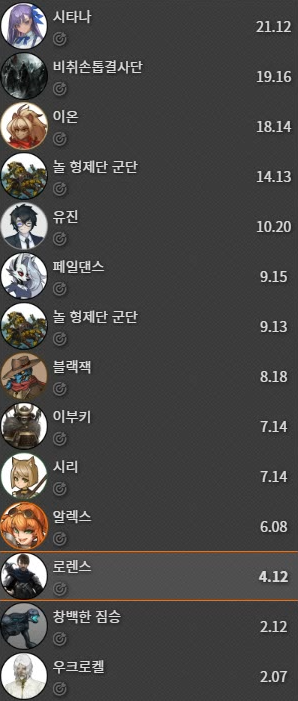 시타나
21.12
비취손톱결사단
19.16
이온
18.14
놀 형제단 군단
14.13
유진
10.20
페일댄스
9.15
놀 형제단 군단
9.13
블랙잭
8.18
이부키
7.14
시리
7.14
알렉스
6.08
로렌스
4.12
창백한 짐승
2.12
우크로켈
2.07